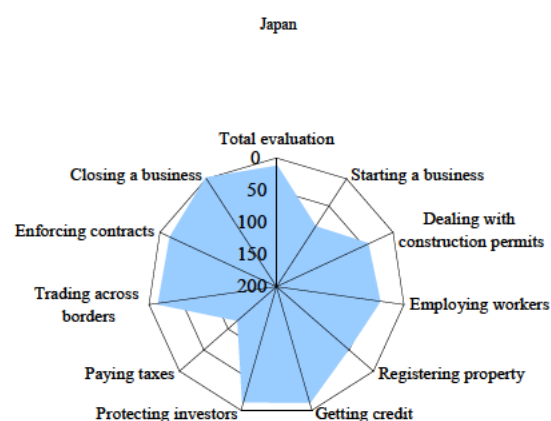 Japan
Total evaluation
0
50
100
150
200
Starting a business
Dealing with
construction permits
Employing workers
Registering property
Getting credit
Protecting investors
Paying taxes
Trading across
borders
Enforcing contracts
Closing a business